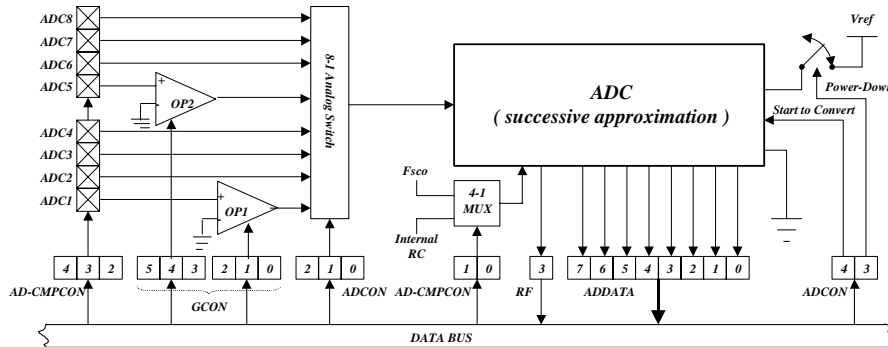 ADC8
ADC7
ADC6
ADC5
ADC4
ADC3
ADC2
ADC1
+
-
OP2
+
-
OP1
8-1 Analog Switch
ADC
( successive approximation )
Vref
Power-Down
Start to Convert
Fsco
4-1
MUX
Internal
RC
4 3 2
5 4 3
2 1 0
2 1 0
1 0
3
7 6 5 4 3 2 1 0
4 3
AD-CMPCON
GCON
ADCON
AD-CMPCON
RF
ADDATA
ADCON
DATA BUS